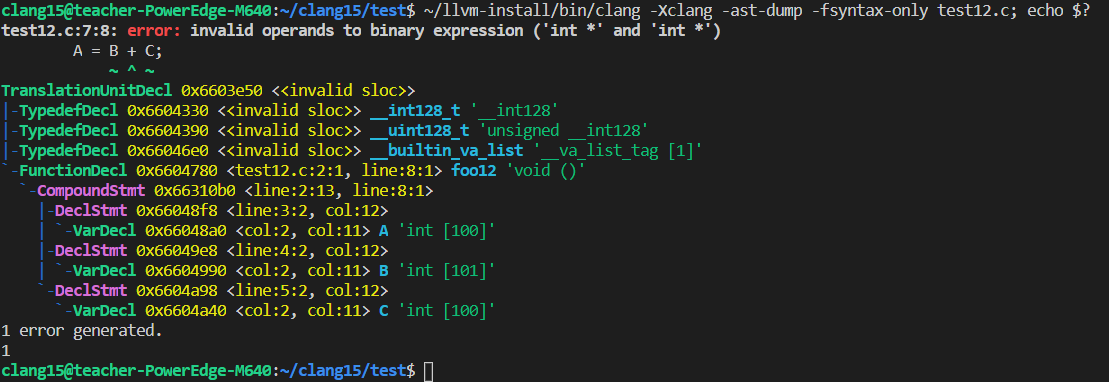 clang15@teacher-PowerEdge-M640:~/clang15/test$ ~/llvm-install/bin/clang -Xclang -ast-dump -fsyntax-only test12.c; echo $?
test12.c:7:8: error: invalid operands to binary expression ('int *' and 'int *')
        A = B + C;
            ~ ^ ~
TranslationUnitDecl 0x6603e50 <<invalid sloc>>
|-TypedefDecl 0x6604330 <<invalid sloc>> __int128_t '__int128'
|-TypedefDecl 0x6604390 <<invalid sloc>> __uint128_t 'unsigned __int128'
|-TypedefDecl 0x66046e0 <<invalid sloc>> __builtin_va_list '__va_list_tag [1]'
`-FunctionDecl 0x6604780 <test12.c:2:1, line:8:1> foo12 'void ()'
  `-CompoundStmt 0x66310b0 <line:2:13, line:8:1>
    |-DeclStmt 0x66048f8 <line:3:2, col:12>
    | `-VarDecl 0x66048a0 <col:2, col:11> A 'int [100]'
    |-DeclStmt 0x66049e8 <line:4:2, col:12>
    | `-VarDecl 0x6604990 <col:2, col:11> B 'int [101]'
    `-DeclStmt 0x6604a98 <line:5:2, col:12>
      `-VarDecl 0x6604a40 <col:2, col:11> C 'int [100]'
1 error generated.
1
clang15@teacher-PowerEdge-M640:~/clang15/test$